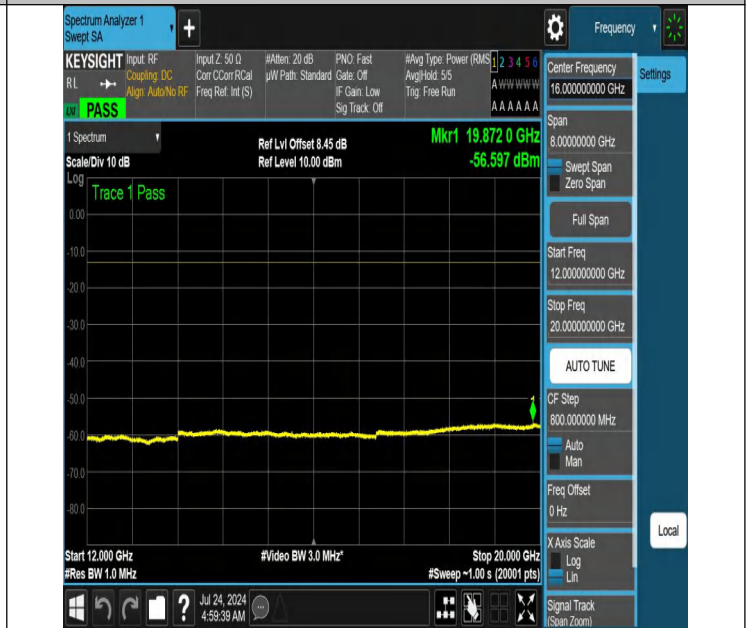 Spectrum Analyzer 1
Swept SA
+
Frequency
KEYSIGHT
RL
PASS
Input: RF
Coupling: DC
Align: Auto/No RF
Input Z: 50 Ω
Corr CCorr RCal
Freq Ref: Int (S)
#Atten: 20 dB
µW Path: Standard
PNO: Fast
Gate: Off
IF Gain: Low
Sig Track: Off
#Avg Type: Power (RMS
Avg|Hold: 5/5
Trig: Free Run
1 2 3 4 5 6
A W W W W W
A A A A A A
1 Spectrum
Scale/Div 10 dB
Ref Lvl Offset 8.45 dB
Ref Level 10.00 dBm
Mkr1 19.872 0 GHz
-56.597 dBm
Log
Trace 1 Pass
0.00
-10.0
-20.0
-30.0
-40.0
-50.0
-60.0
-70.0
-80.0
1
Start 12.000 GHz
#Res BW 1.0 MHz
#Video BW 3.0 MHz*
Stop 20.000 GHz
#Sweep ~1.00 s (20001 pts)
Jul 24, 2024
4:59:39 AM
?
Center Frequency
16.000000000 GHz
Settings
Span
8.00000000 GHz
Swept Span
Zero Span
Full Span
Start Freq
12.000000000 GHz
Stop Freq
20.000000000 GHz
AUTO TUNE
CF Step
800.000000 MHz
Auto
Man
Freq Offset
0 Hz
X Axis Scale
Log
Lin
Local
Signal Track
(Span Zoom)